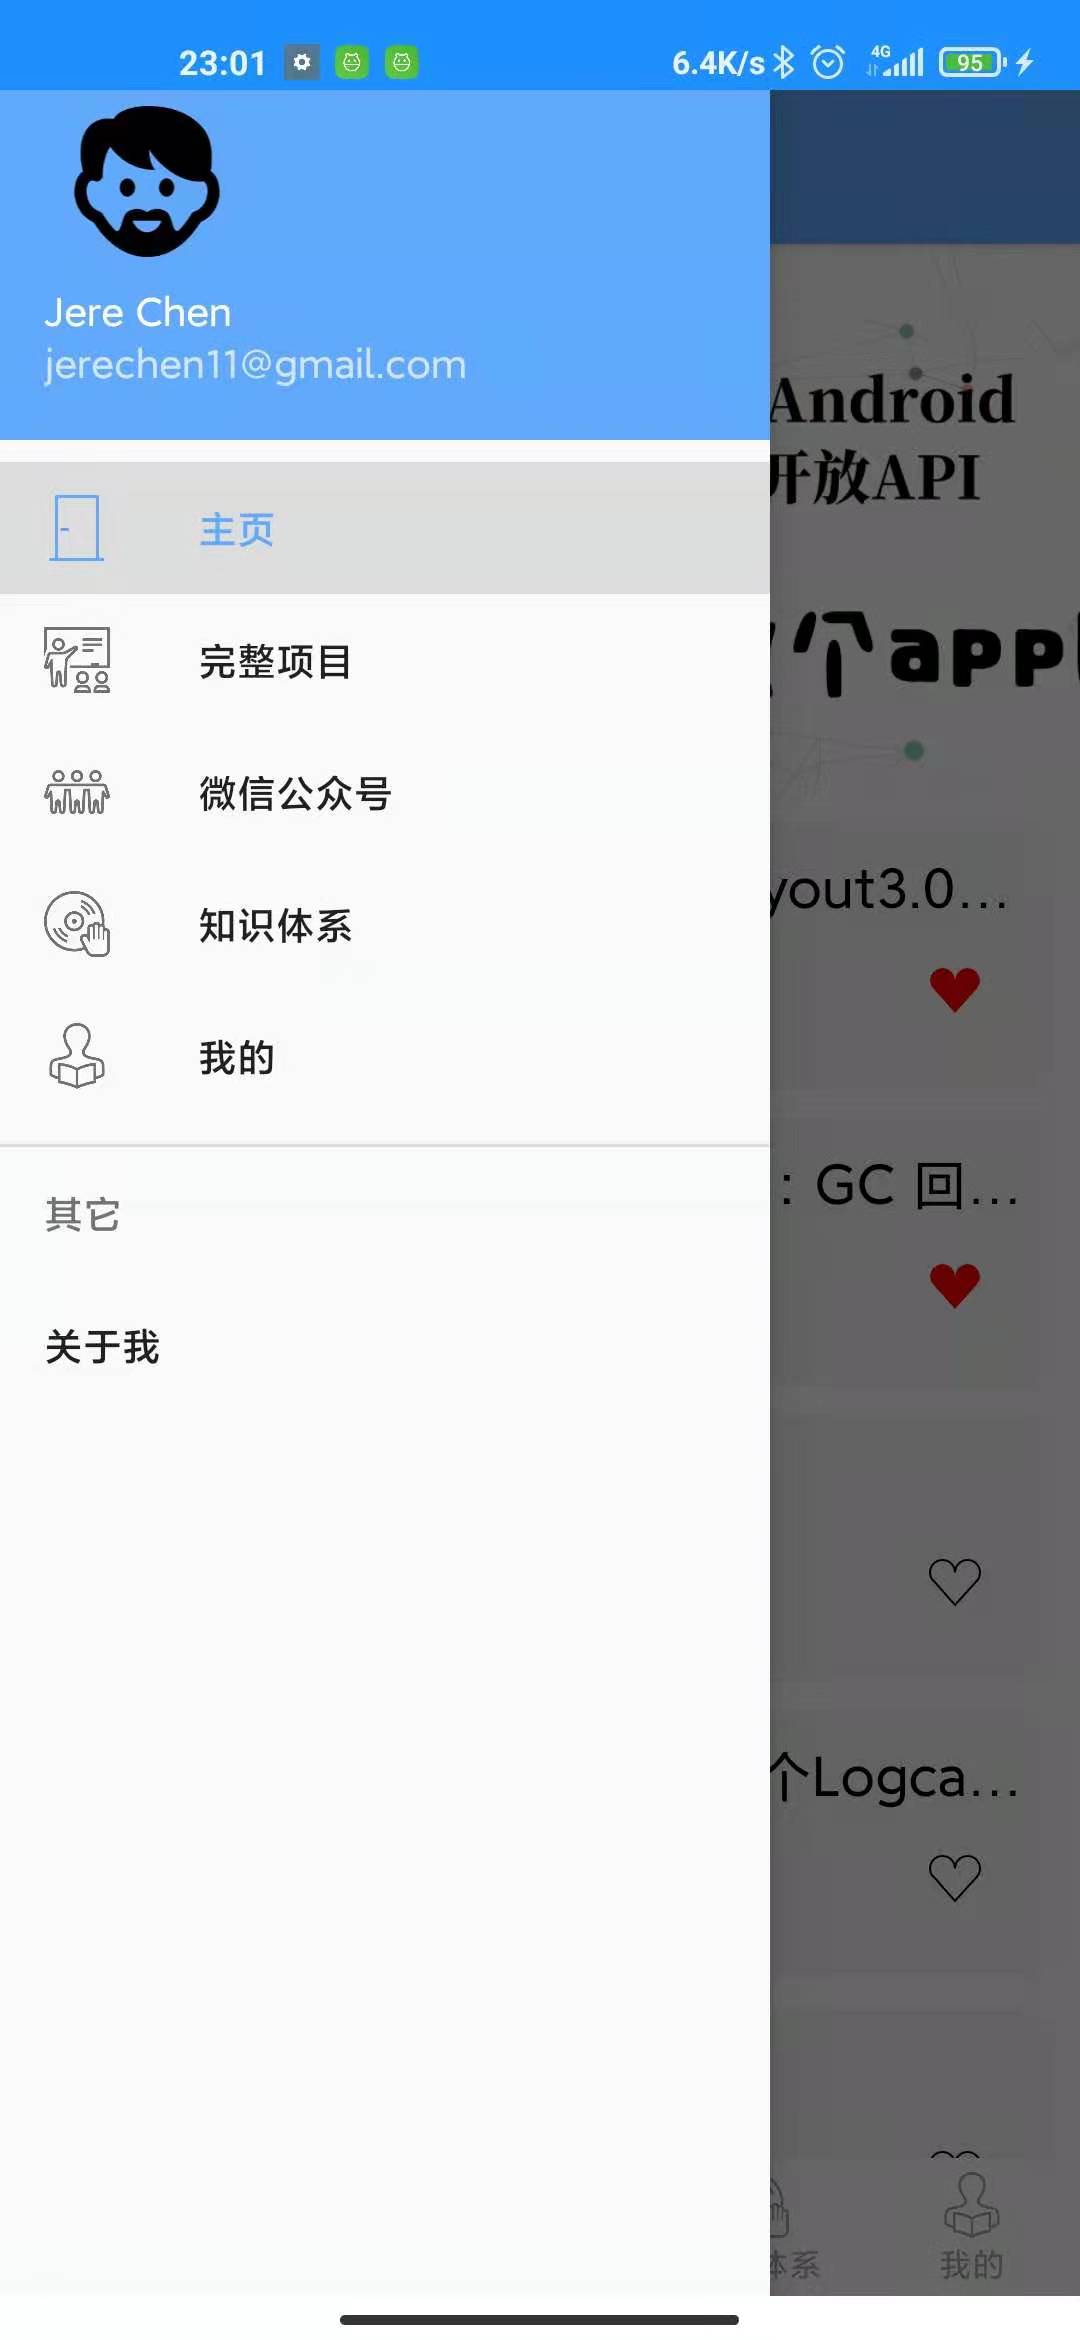 23:01
6.4K/s
4G
95
Jere Chen
jerechen11@gmail.com
主页
完整项目
微信公众号
知识体系
我的
其它
关于我
Android
开放API
个app
yout3.0...
: GC 回...
个Logca...
体系
我的